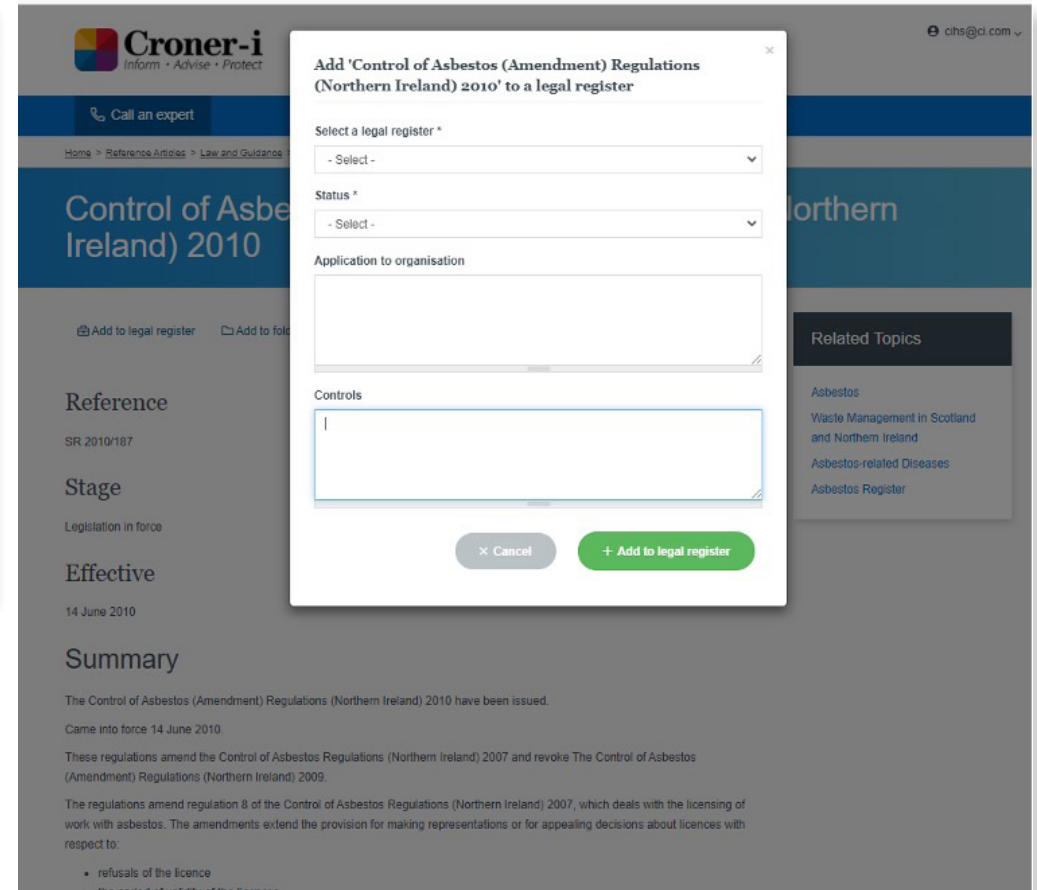 Croner-i
Inform • Advise • Protect
cihs@ci.com
Call an expert
Home > Reference Articles > Law and Guidance >
Control of Asbe
orthern
Ireland) 2010
×
Add 'Control of Asbestos (Amendment) Regulations
(Northern Ireland) 2010' to a legal register
Select a legal register *
- Select -
Status *
- Select -
Application to organisation
Controls
× Cancel
+ Add to legal register
Add to legal register
Add to fold
Related Topics
Asbestos
Waste Management in Scotland
and Northern Ireland
Asbestos-related Diseases
Asbestos Register
Reference
SR 2010/187
Stage
Legislation in force
Effective
14 June 2010
Summary
The Control of Asbestos (Amendment) Regulations (Northern Ireland) 2010 have been issued.
Came into force 14 June 2010.
These regulations amend the Control of Asbestos Regulations (Northern Ireland) 2007 and revoke The Control of Asbestos
(Amendment) Regulations (Northern Ireland) 2009.
The regulations amend regulation 8 of the Control of Asbestos Regulations (Northern Ireland) 2007, which deals with the licensing of
work with asbestos. The amendments extend the provision for making representations or for appealing decisions about licences with
respect to:
• refusals of the licence